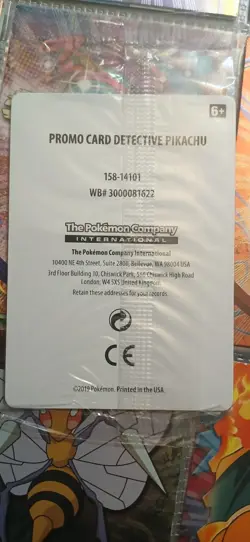 6+
PROMO CARD DETECTIVE PIKACHU
158-14101
WB# 3000081622
The Pokémon Company
INTERNATIONAL
The Pokémon Company International
10400 NE 4th Street, Suite 2800, Bellevue, WA 98004 USA
3rd Floor Building 10, Chiswick Park, 566 Chiswick High Road
London, W4 5XS United Kingdom
Retain these addresses for your records.
CE
©2019 Pokémon. Printed in the USA